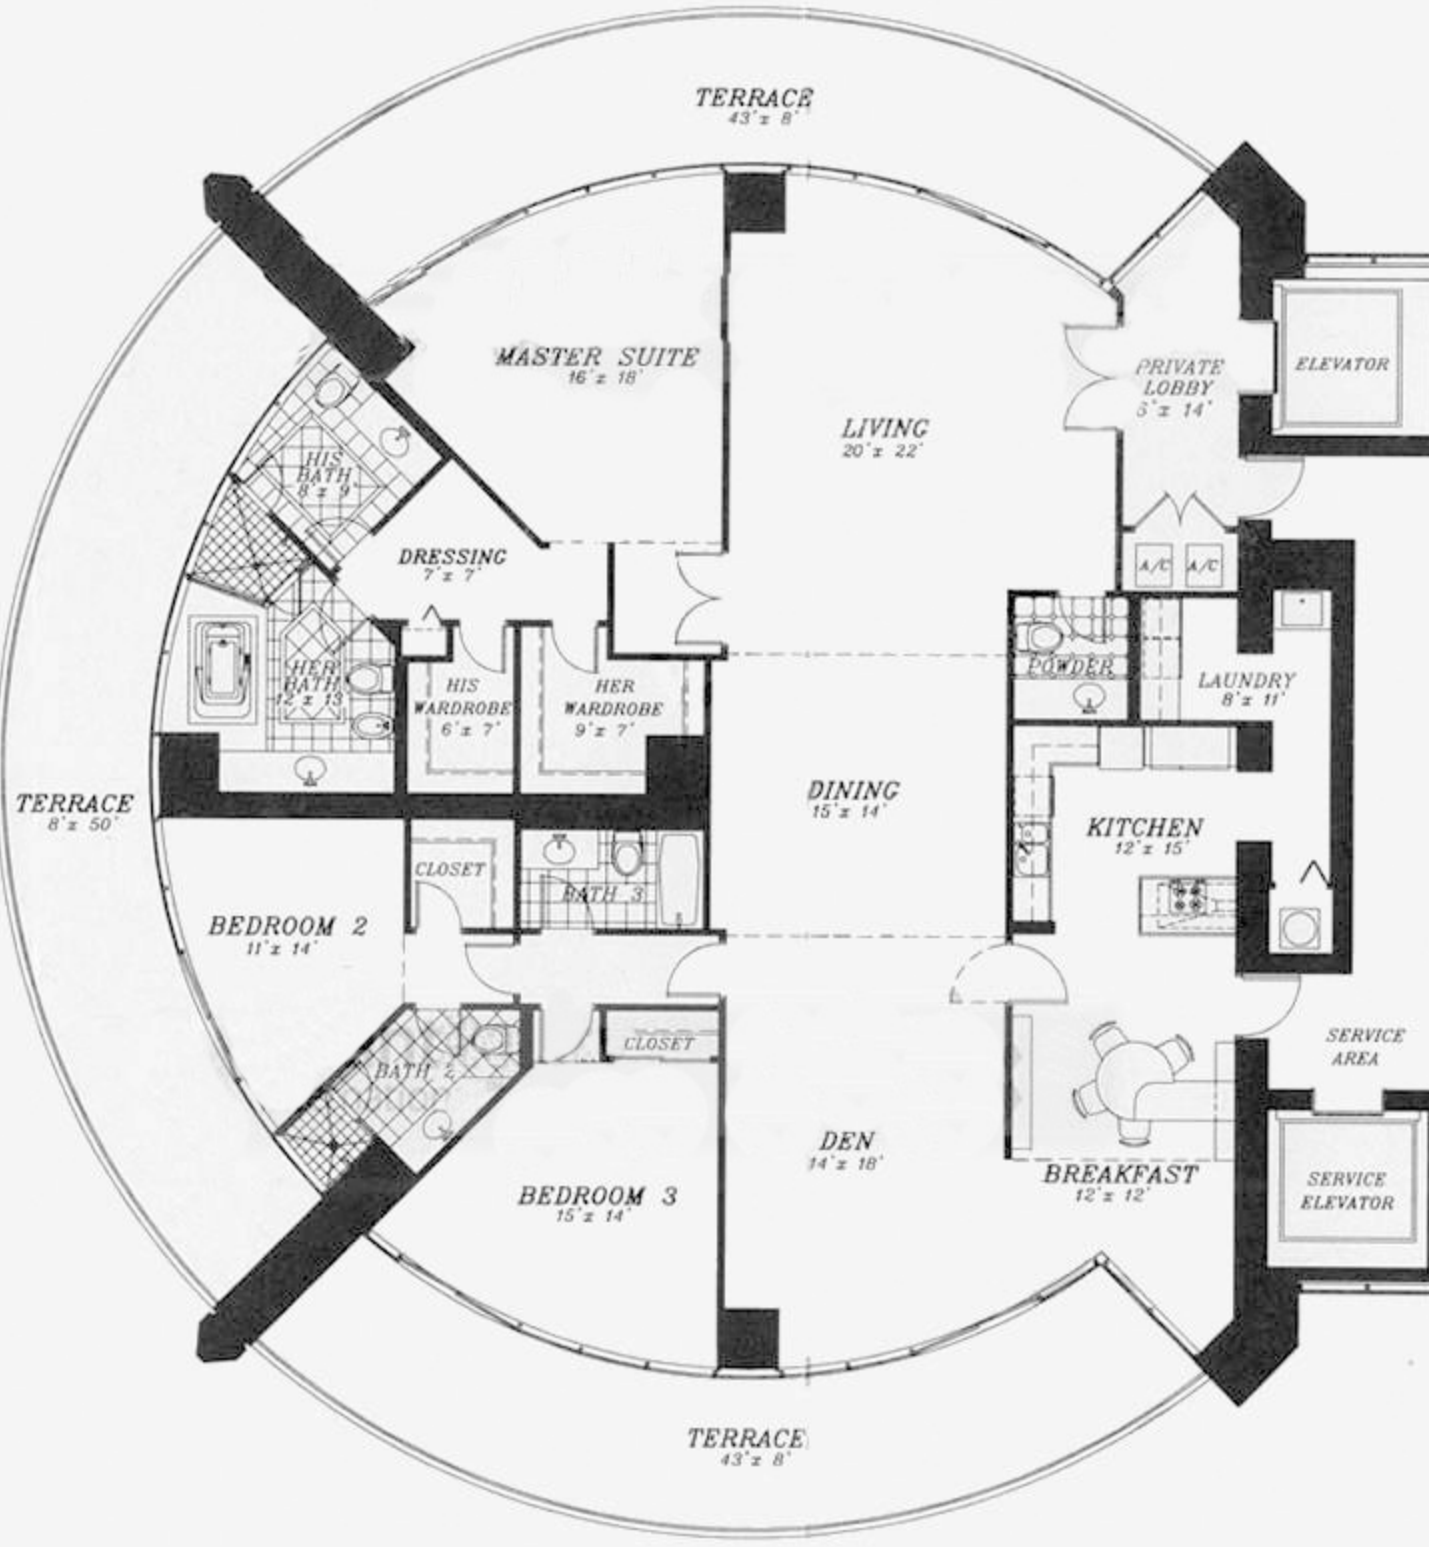 TERRACE
43' x 8'
MASTER SUITE
16' x 18'
LIVING
20' x 22'
PRIVATE
LOBBY
6' x 14'
ELEVATOR
HIS
BATH
8' x 9'
DRESSING
7' x 7'
A/C
A/C
HER
BATH
12' x 13'
HIS
WARDROBE
6' x 7'
HER
WARDROBE
9' x 7'
POWDER
LAUNDRY
8' x 11'
TERRACE
8' x 50'
DINING
15' x 14'
KITCHEN
12' x 15'
CLOSET
BATH 3
BEDROOM 2
11' x 14'
CLOSET
BATH 2
SERVICE
AREA
DEN
14' x 18'
BREAKFAST
12' x 12'
BEDROOM 3
15' x 14'
SERVICE
ELEVATOR
TERRACE
43' x 8'